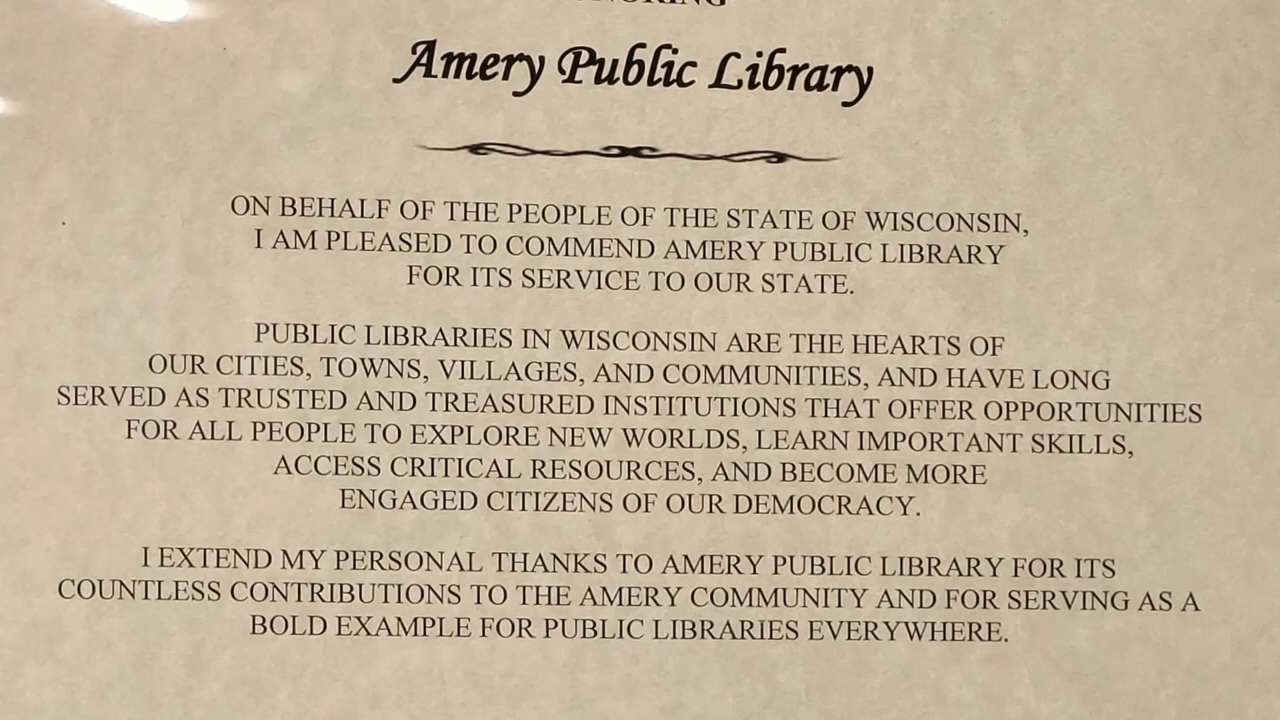 Amery Public Library
ON BEHALF OF THE PEOPLE OF THE STATE OF WISCONSIN,
I AM PLEASED TO COMMEND AMERY PUBLIC LIBRARY
FOR ITS SERVICE TO OUR STATE.
PUBLIC LIBRARIES IN WISCONSIN ARE THE HEARTS OF
OUR CITIES, TOWNS, VILLAGES, AND COMMUNITIES, AND HAVE LONG
SERVED AS TRUSTED AND TREASURED INSTITUTIONS THAT OFFER OPPORTUNITIES
FOR ALL PEOPLE TO EXPLORE NEW WORLDS, LEARN IMPORTANT SKILLS,
ACCESS CRITICAL RESOURCES, AND BECOME MORE
ENGAGED CITIZENS OF OUR DEMOCRACY.
I EXTEND MY PERSONAL THANKS TO AMERY PUBLIC LIBRARY FOR ITS
COUNTLESS CONTRIBUTIONS TO THE AMERY COMMUNITY AND FOR SERVING AS A
BOLD EXAMPLE FOR PUBLIC LIBRARIES EVERYWHERE.